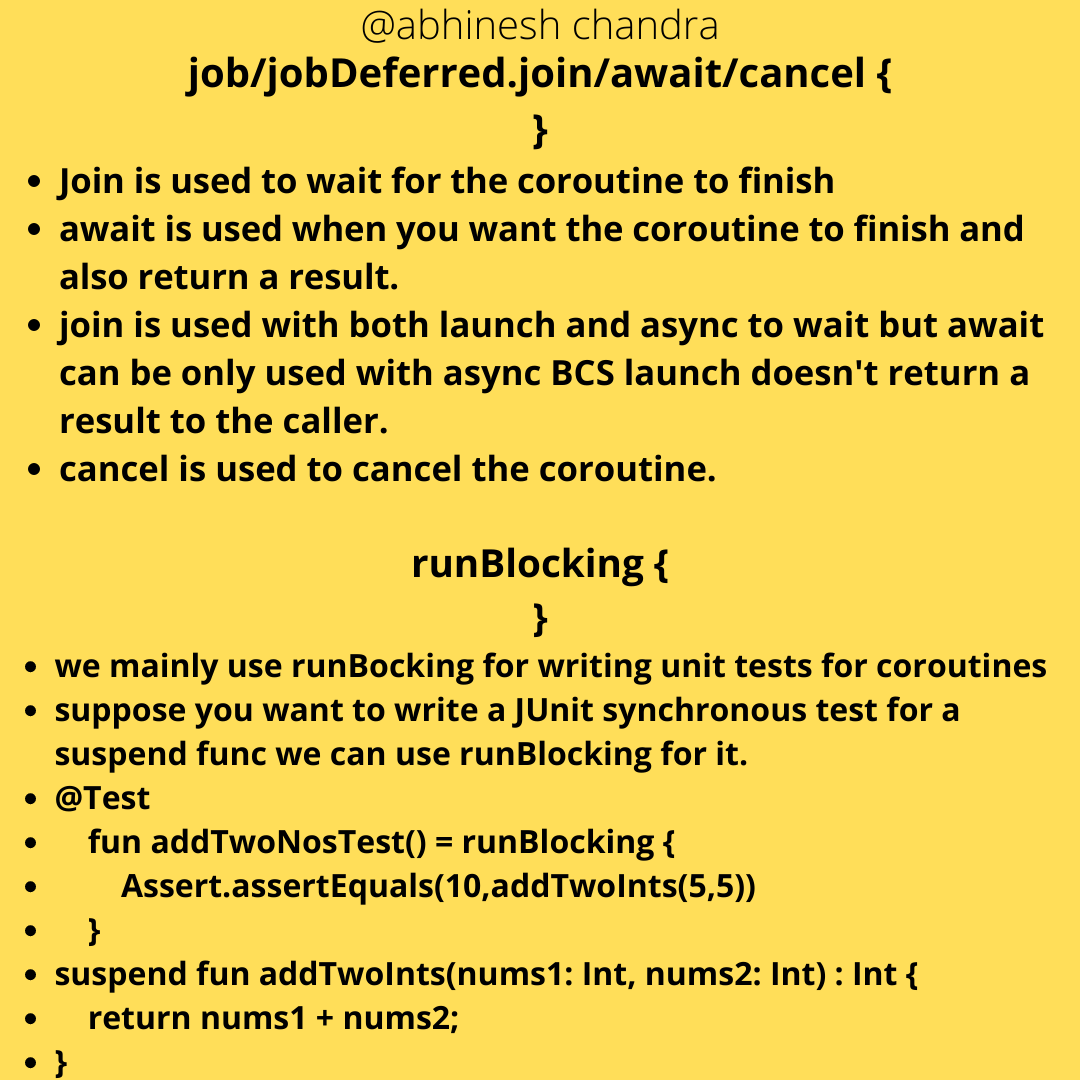 @abhinesh chandra
job/jobDeferred.join/await/cancel {
}
• Join is used to wait for the coroutine to finish
• await is used when you want the coroutine to finish and
also return a result.
• join is used with both launch and async to wait but await
can be only used with async BCS launch doesn't return a
result to the caller.
• cancel is used to cancel the coroutine.
runBlocking {
}
• we mainly use runBocking for writing unit tests for coroutines
• suppose you want to write a JUnit synchronous test for a
suspend func we can use runBlocking for it.
• @Test
•    fun addTwoNosTest() = runBlocking {
•        Assert.assertEquals(10,addTwoInts(5,5))
•    }
• suspend fun addTwoInts(nums1: Int, nums2: Int) : Int {
•    return nums1 + nums2;
• }